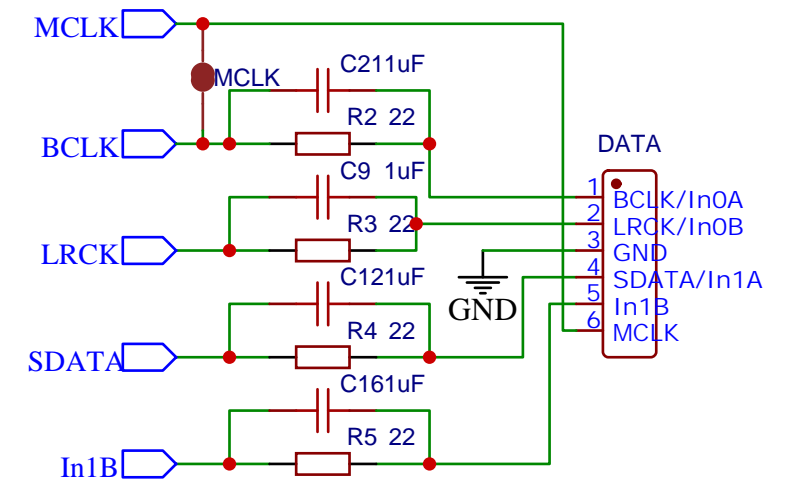 MCLK
MCLK
C211uF
R2 22
BCLK
C9 1uF
R3 22
LRCK
C121uF
R4 22
SDATA
C161uF
R5 22
In1B
GND
DATA
1 BCLK/In0A
2 LRCK/In0B
3 GND
4 SDATA/In1A
5 In1B
6 MCLK